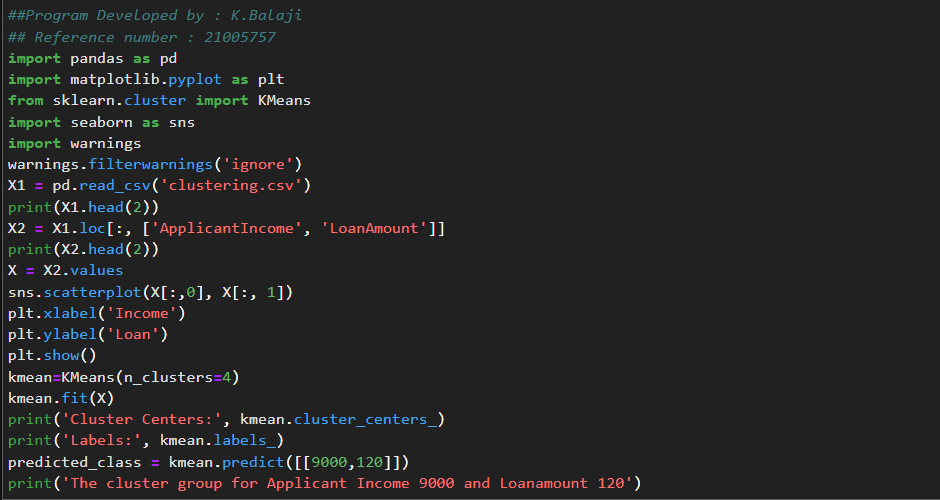 ##Program Developed by : K.Balaji
## Reference number : 21005757
import pandas as pd
import matplotlib.pyplot as plt
from sklearn.cluster import KMeans
import seaborn as sns
import warnings
warnings.filterwarnings('ignore')
X1 = pd.read_csv('clustering.csv')
print(X1.head(2))
X2 = X1.loc[:, ['ApplicantIncome', 'LoanAmount']]
print(X2.head(2))
X = X2.values
sns.scatterplot(X[:,0], X[:, 1])
plt.xlabel('Income')
plt.ylabel('Loan')
plt.show()
kmean=KMeans(n_clusters=4)
kmean.fit(X)
print('Cluster Centers:', kmean.cluster_centers_)
print('Labels:', kmean.labels_)
predicted_class = kmean.predict([[9000,120]])
print('The cluster group for Applicant Income 9000 and Loanamount 120')